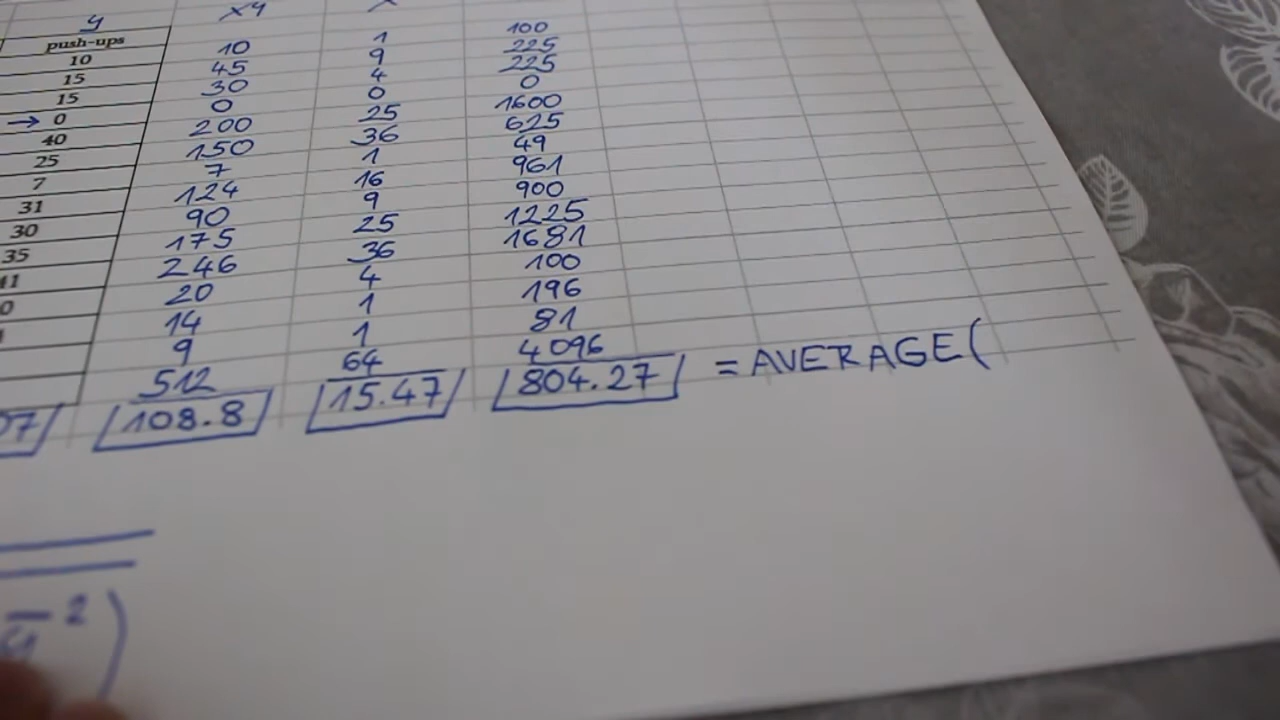 y xy
push-ups 10 1 100
10 45 9 225
15 30 4 225
15 0 0 0
→ 0 200 25 1600
40 150 36 625
25 7 1 49
7 124 16 961
31 90 9 900
30 175 25 1225
35 246 36 1681
41 20 4 100
0 14 1 196
9 1 81
512 64 4096
07 108.8 15.47 804.27 = AVERAGE(
y̅ ²)